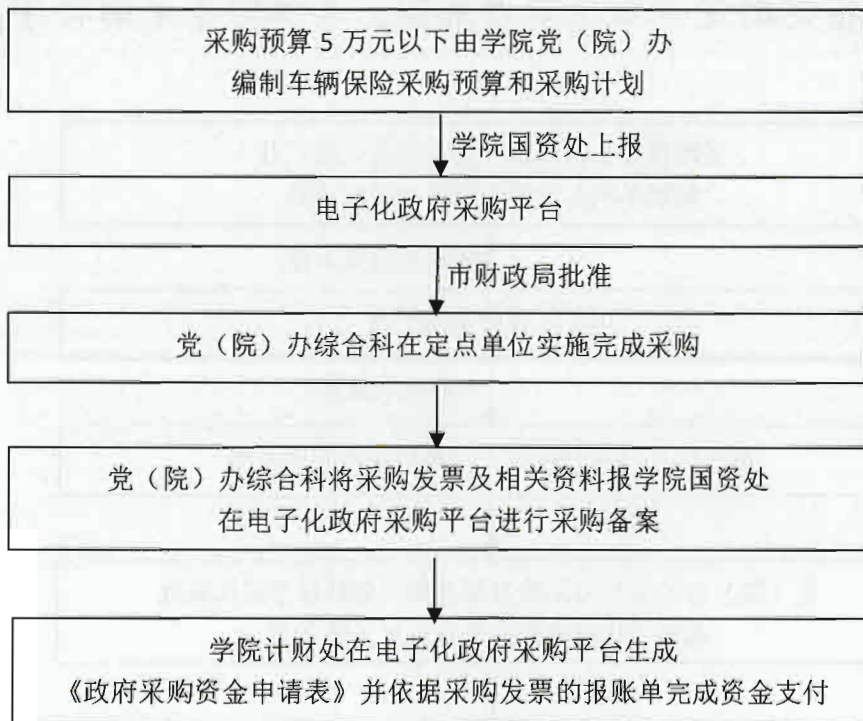 采购预算 5 万元以下由学院党（院）办
编制车辆保险采购预算和采购计划
学院国资处上报
电子化政府采购平台
市财政局批准
党（院）办综合科在定点单位实施完成采购
党（院）办综合科将采购发票及相关资料报学院国资处
在电子化政府采购平台进行采购备案
学院计财处在电子化政府采购平台生成
《政府采购资金申请表》并依据采购发票的报账单完成资金支付